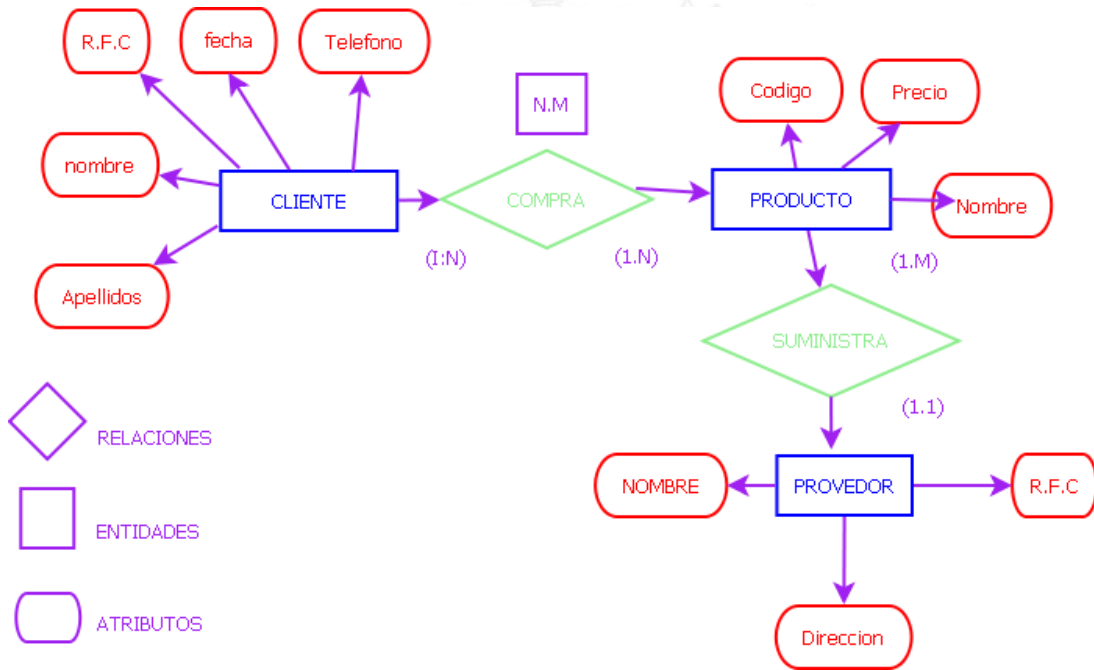 R.F.C
fecha
Telefono
nombre
Apellidos
CLIENTE
N.M
COMPRA
(I:N)
(1.N)
Codigo
Precio
PRODUCTO
Nombre
(1.M)
SUMINISTRA
(1.1)
NOMBRE
PROVEDOR
R.F.C
Direccion
RELACIONES
ENTIDADES
ATRIBUTOS